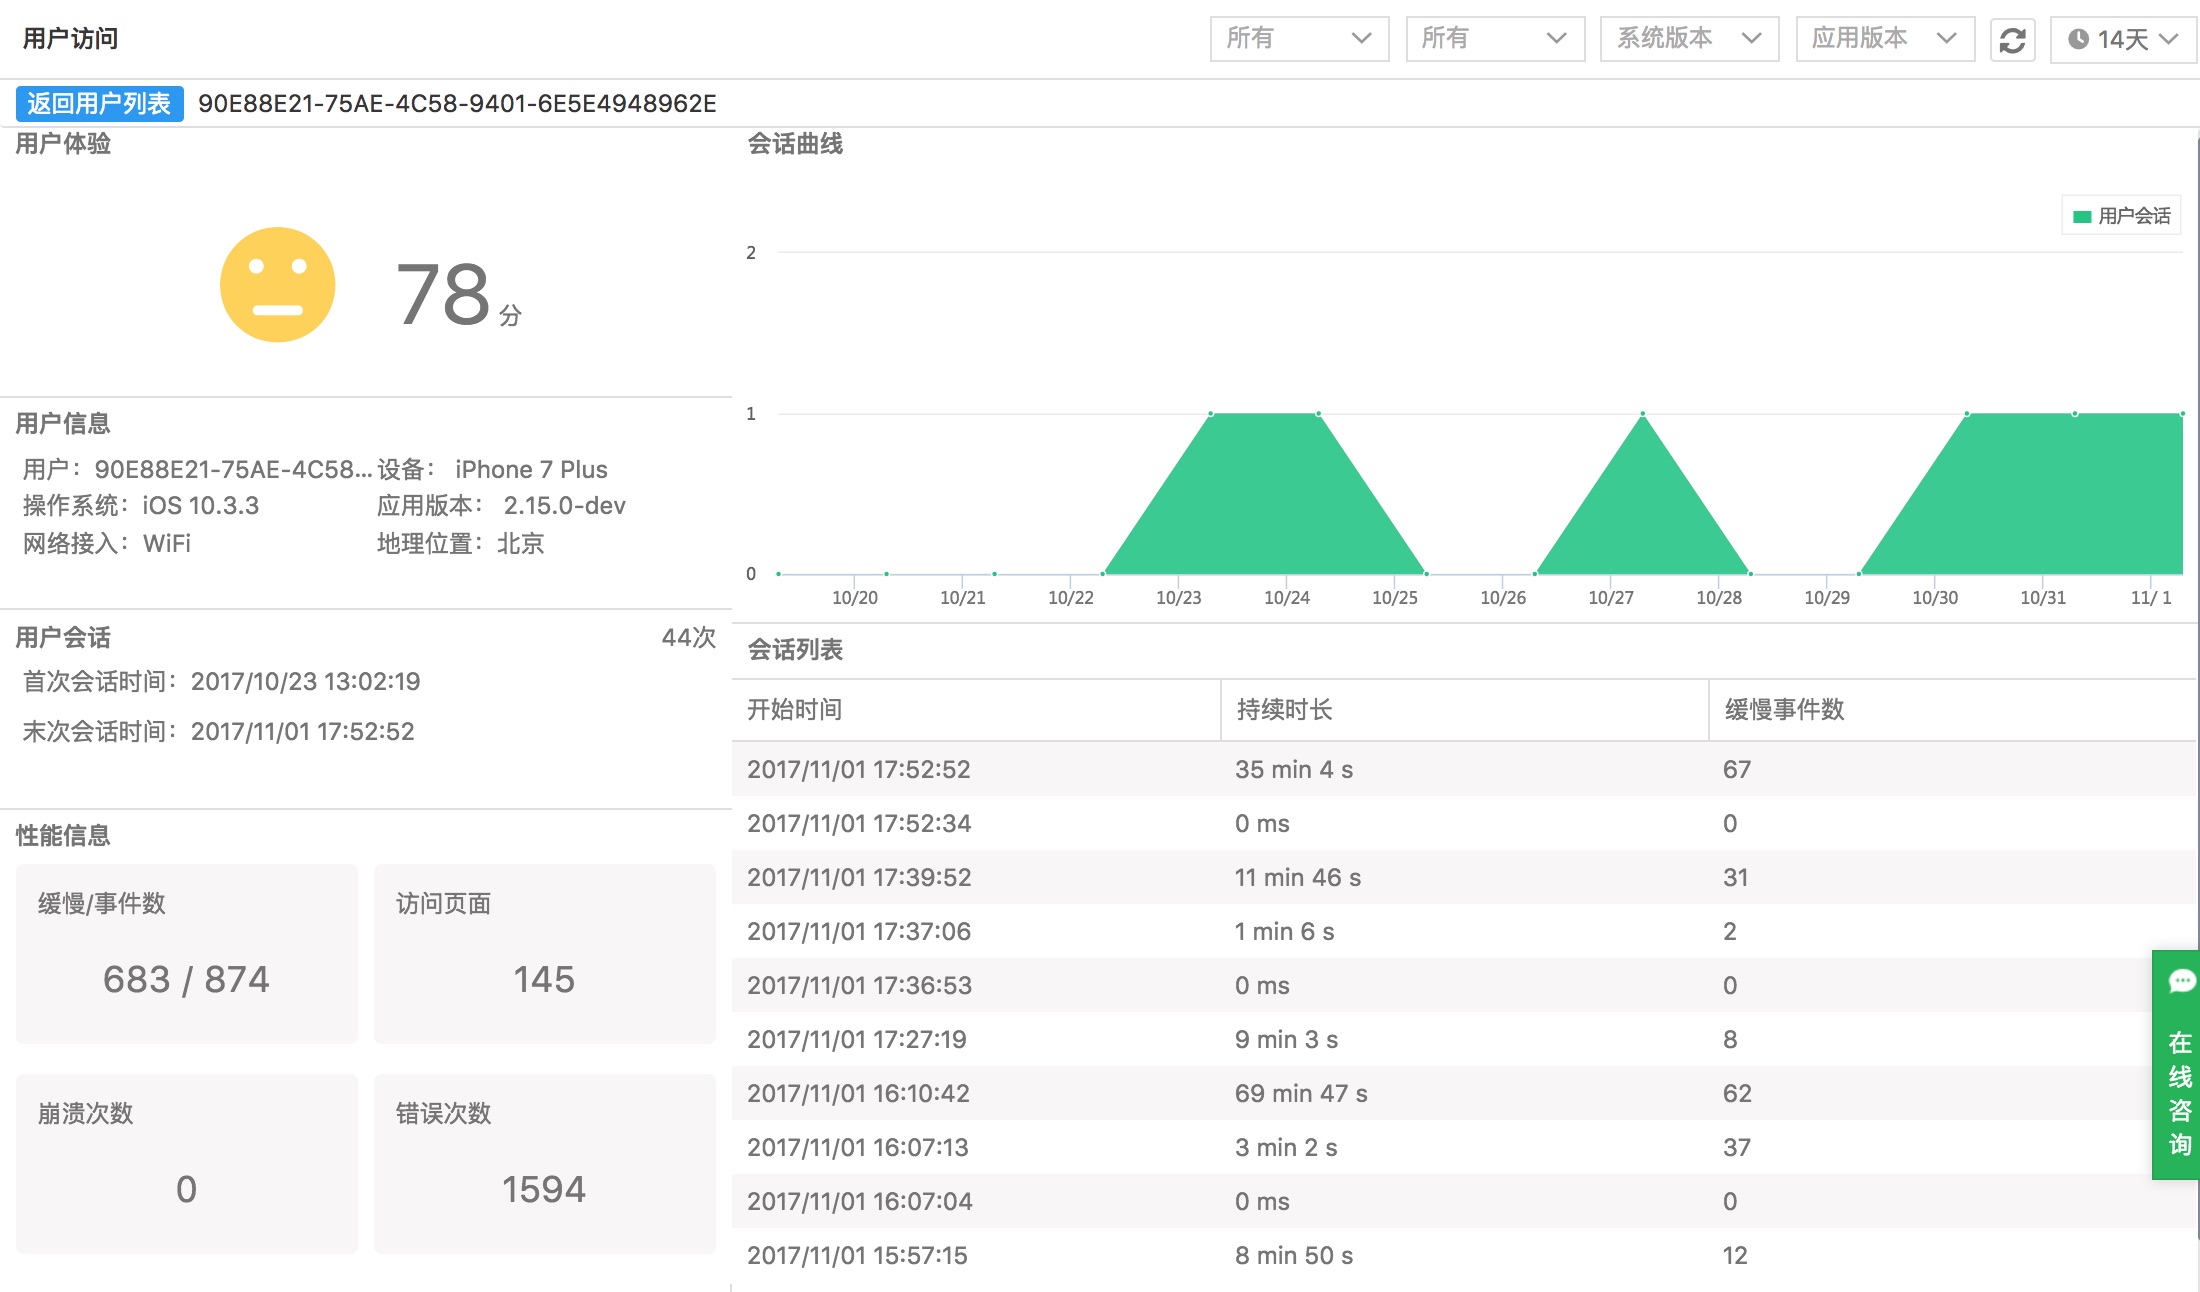 用户访问
所有 所有 系统版本 应用版本 14天
返回用户列表 90E88E21-75AE-4C58-9401-6E5E4948962E
用户体验
78 分
用户信息
用户：90E88E21-75AE-4C58... 设备： iPhone 7 Plus
操作系统：iOS 10.3.3 应用版本： 2.15.0-dev
网络接入：WiFi 地理位置：北京
用户会话 44次
首次会话时间：2017/10/23 13:02:19
末次会话时间：2017/11/01 17:52:52
性能信息
缓慢/事件数
683 / 874
访问页面
145
崩溃次数
0
错误次数
1594
会话曲线
用户会话
2
1
0
10/20 10/21 10/22 10/23 10/24 10/25 10/26 10/27 10/28 10/29 10/30 10/31 11/ 1
会话列表
开始时间 持续时长 缓慢事件数
2017/11/01 17:52:52 35 min 4 s 67
2017/11/01 17:52:34 0 ms 0
2017/11/01 17:39:52 11 min 46 s 31
2017/11/01 17:37:06 1 min 6 s 2
2017/11/01 17:36:53 0 ms 0
2017/11/01 17:27:19 9 min 3 s 8
2017/11/01 16:10:42 69 min 47 s 62
2017/11/01 16:07:13 3 min 2 s 37
2017/11/01 16:07:04 0 ms 0
2017/11/01 15:57:15 8 min 50 s 12
在线咨询